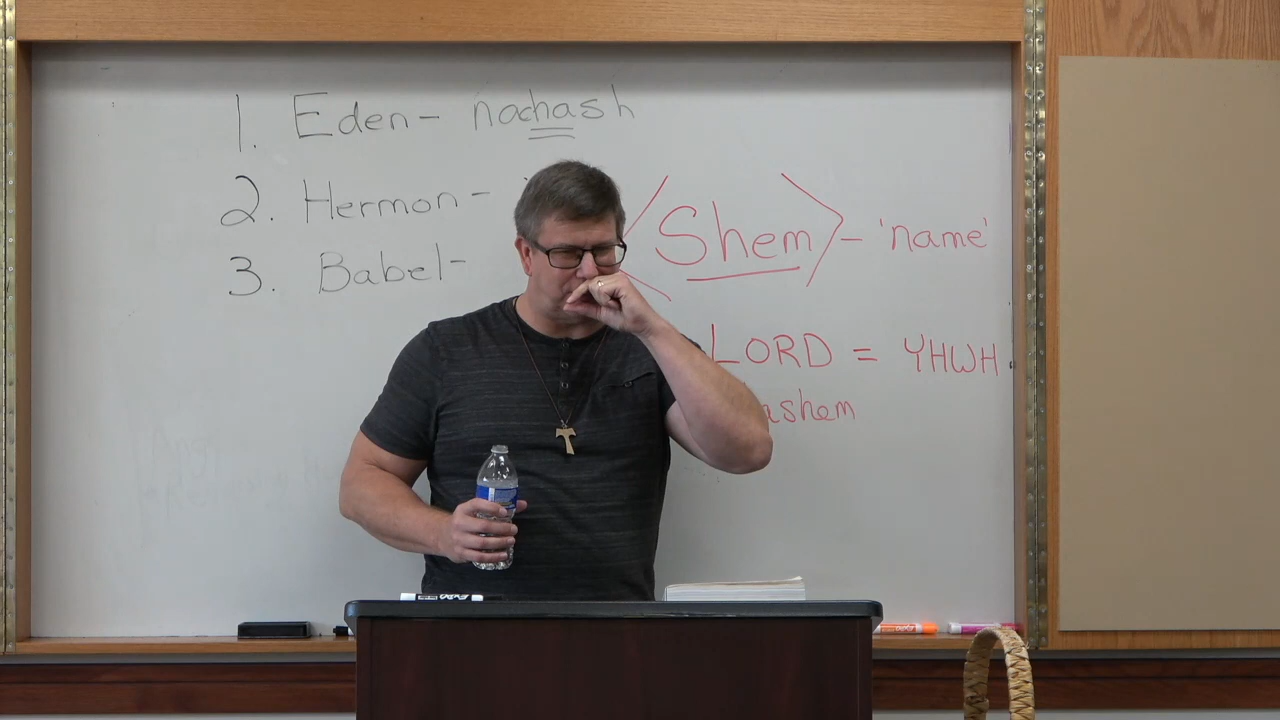 1. Eden - nachash
2. Hermon -
3. Babel -
<Shem> - 'name'
LORD = YHWH
ashem